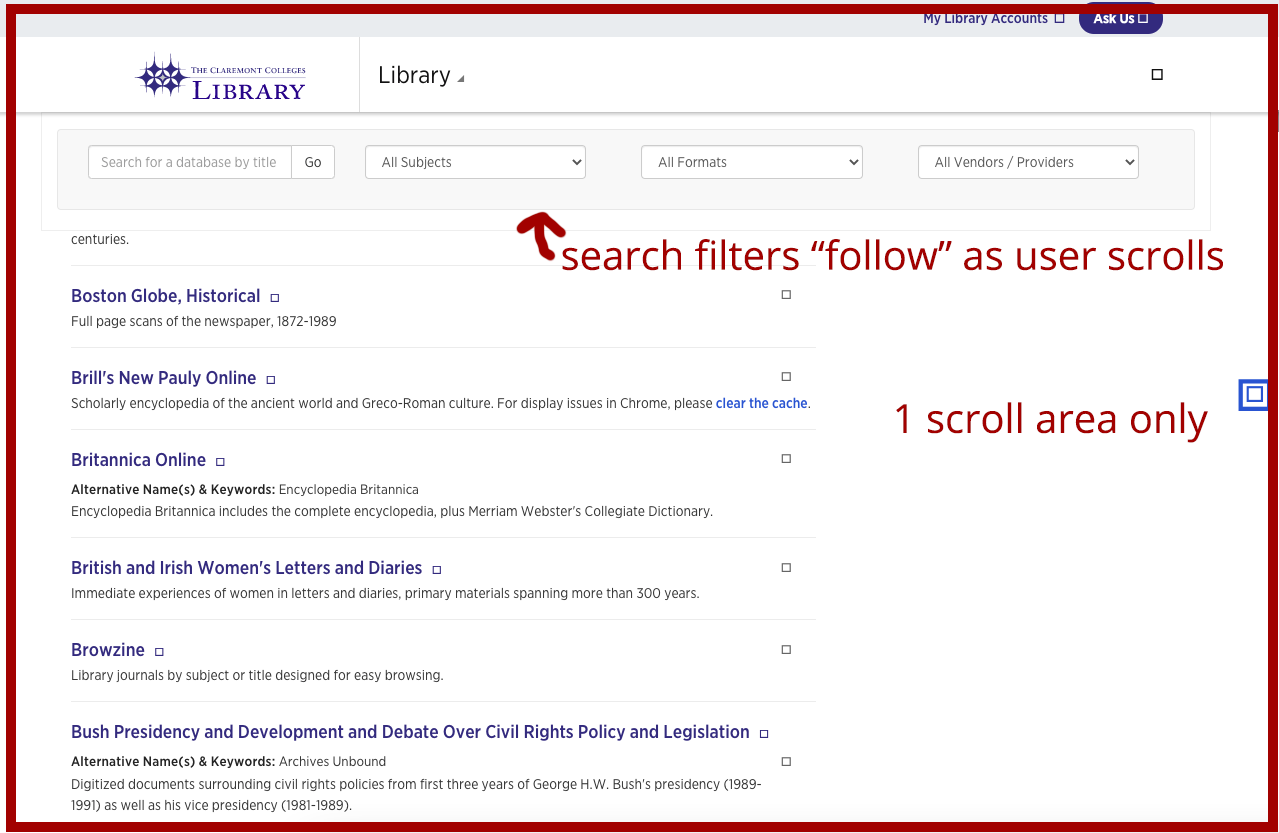 My Library Accounts
Ask Us
THE CLAREMONT COLLEGES
LIBRARY
Library
Search for a database by title
Go
All Subjects
All Formats
All Vendors / Providers
centuries.
search filters “follow” as user scrolls
Boston Globe, Historical
Full page scans of the newspaper, 1872-1989
Brill's New Pauly Online
Scholarly encyclopedia of the ancient world and Greco-Roman culture. For display issues in Chrome, please clear the cache.
1 scroll area only
Britannica Online
Alternative Name(s) & Keywords: Encyclopedia Britannica
Encyclopedia Britannica includes the complete encyclopedia, plus Merriam Webster's Collegiate Dictionary.
British and Irish Women's Letters and Diaries
Immediate experiences of women in letters and diaries, primary materials spanning more than 300 years.
Browzine
Library journals by subject or title designed for easy browsing.
Bush Presidency and Development and Debate Over Civil Rights Policy and Legislation
Alternative Name(s) & Keywords: Archives Unbound
Digitized documents surrounding civil rights policies from first three years of George H.W. Bush's presidency (1989-
1991) as well as his vice presidency (1981-1989).